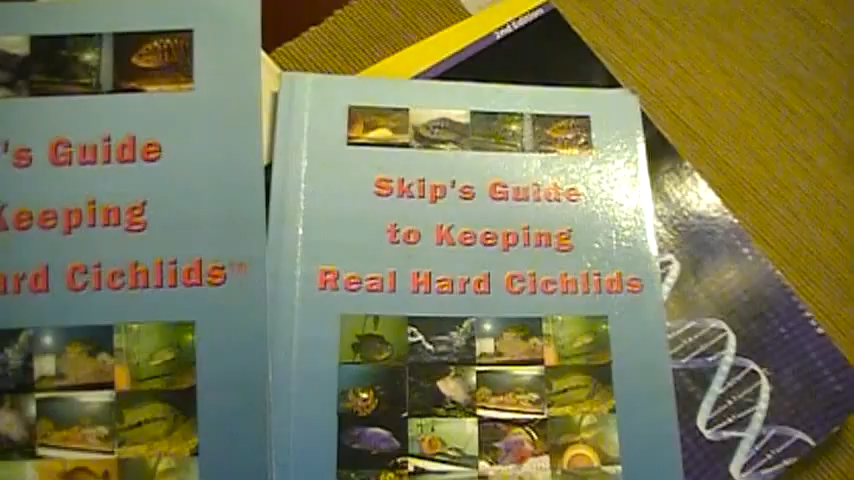 's Guide
Keeping
ard Cichlids™
2nd Edition
Skip's Guide
to Keeping
Real Hard Cichlids